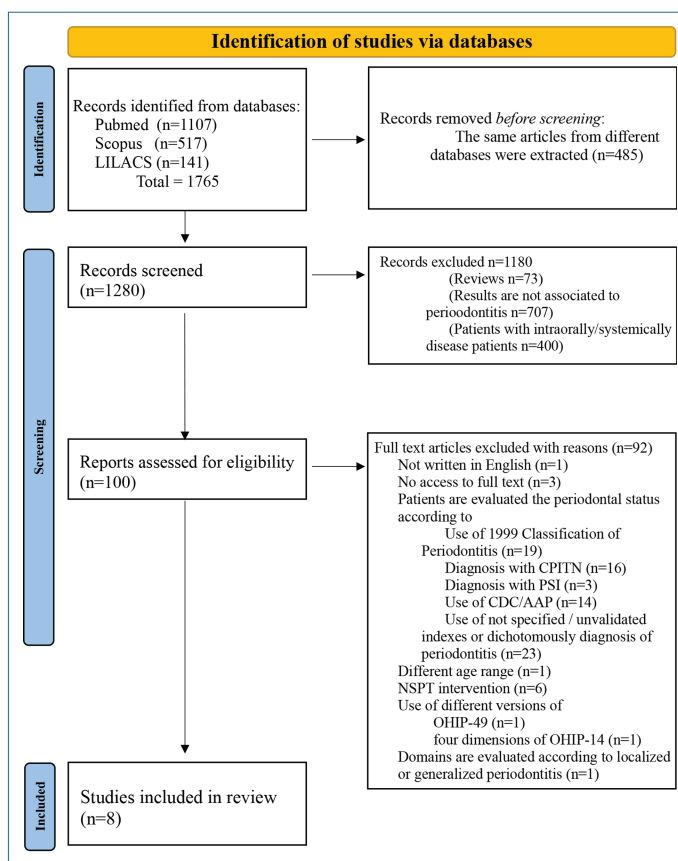 Identification of studies via databases
Identification
Records identified from databases:
Pubmed (n=1107)
Scopus (n=517)
LILACS (n=141)
Total = 1765
Records removed before screening:
The same articles from different
databases were extracted (n=485)
Screening
Records screened
(n=1280)
Records excluded n=1180
(Reviews n=73)
(Results are not associated to
perioodontitis n=707)
(Patients with intraorally/systemically
disease patients n=400)
Reports assessed for eligibility
(n=100)
Full text articles excluded with reasons (n=92)
Not written in English (n=1)
No access to full text (n=3)
Patients are evaluated the periodontal status
according to
Use of 1999 Classification of
Periodontitis (n=19)
Diagnosis with CPITN (n=16)
Diagnosis with PSI (n=3)
Use of CDC/AAP (n=14)
Use of not specified / unvalidated
indexes or dichotomously diagnosis of
periodontitis (n=23)
Different age range (n=1)
NSPT intervention (n=6)
Use of different versions of
OHIP-49 (n=1)
four dimensions of OHIP-14 (n=1)
Domains are evaluated according to localized
or generalized periodontitis (n=1)
Included
Studies included in review
(n=8)